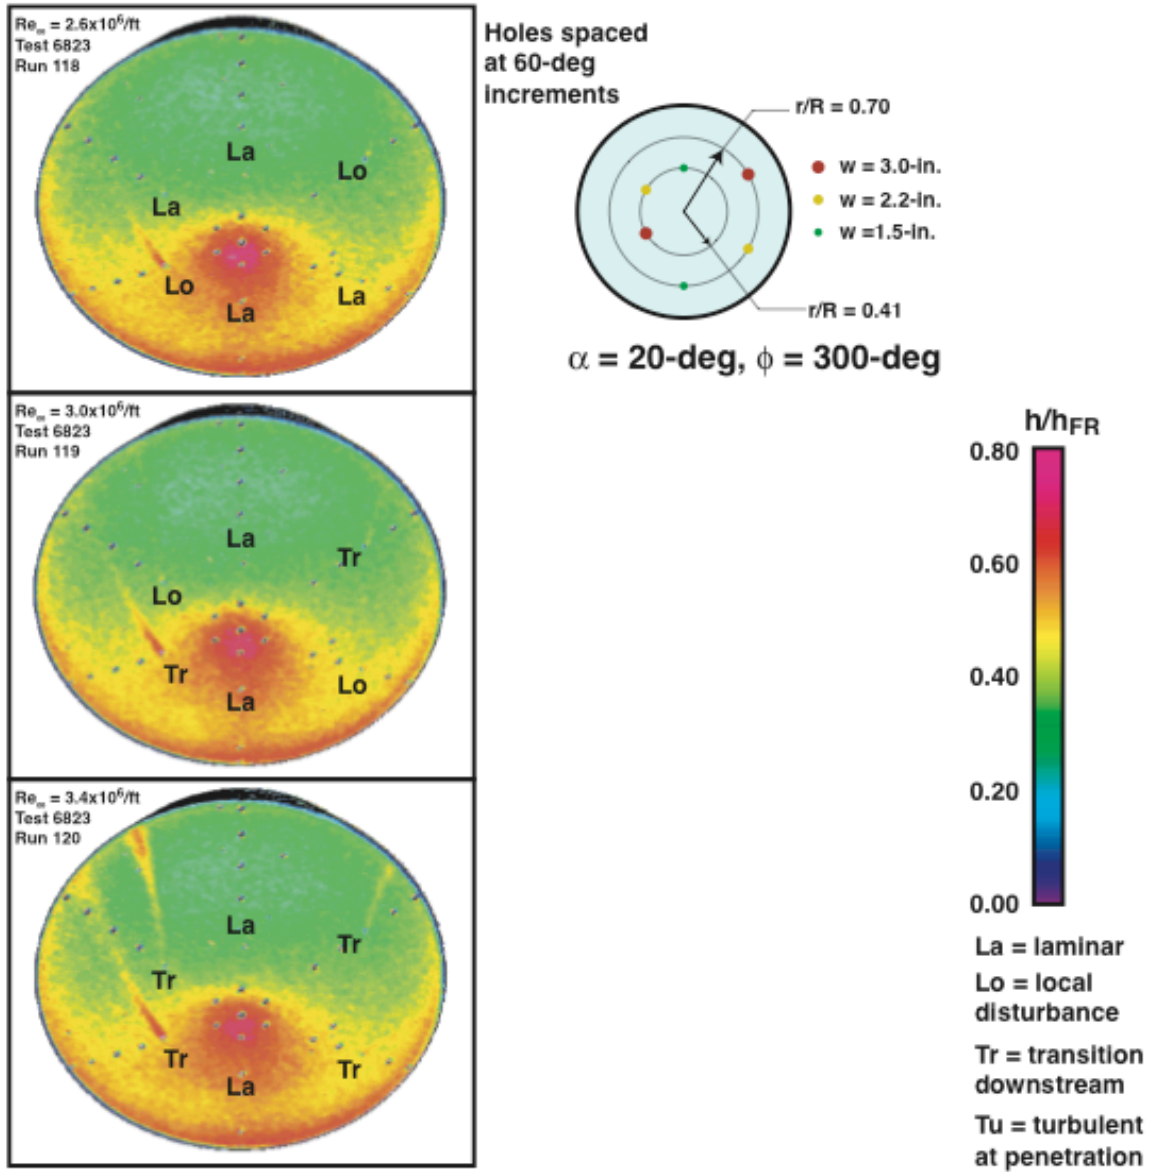 Re∞ = 2.6x10⁶/ft
Test 6823
Run 118
La
Lo
La
Lo
La
La
Holes spaced
at 60-deg
increments
r/R = 0.70
w = 3.0-in.
w = 2.2-in.
w =1.5-in.
r/R = 0.41
α = 20-deg, ϕ = 300-deg
Re∞ = 3.0x10⁶/ft
Test 6823
Run 119
La
Tr
Lo
Tr
Lo
La
Re∞ = 3.4x10⁶/ft
Test 6823
Run 120
La
Tr
Tr
Tr
Tr
La
h/hFR
0.80
0.60
0.40
0.20
0.00
La = laminar
Lo = local
disturbance
Tr = transition
downstream
Tu = turbulent
at penetration